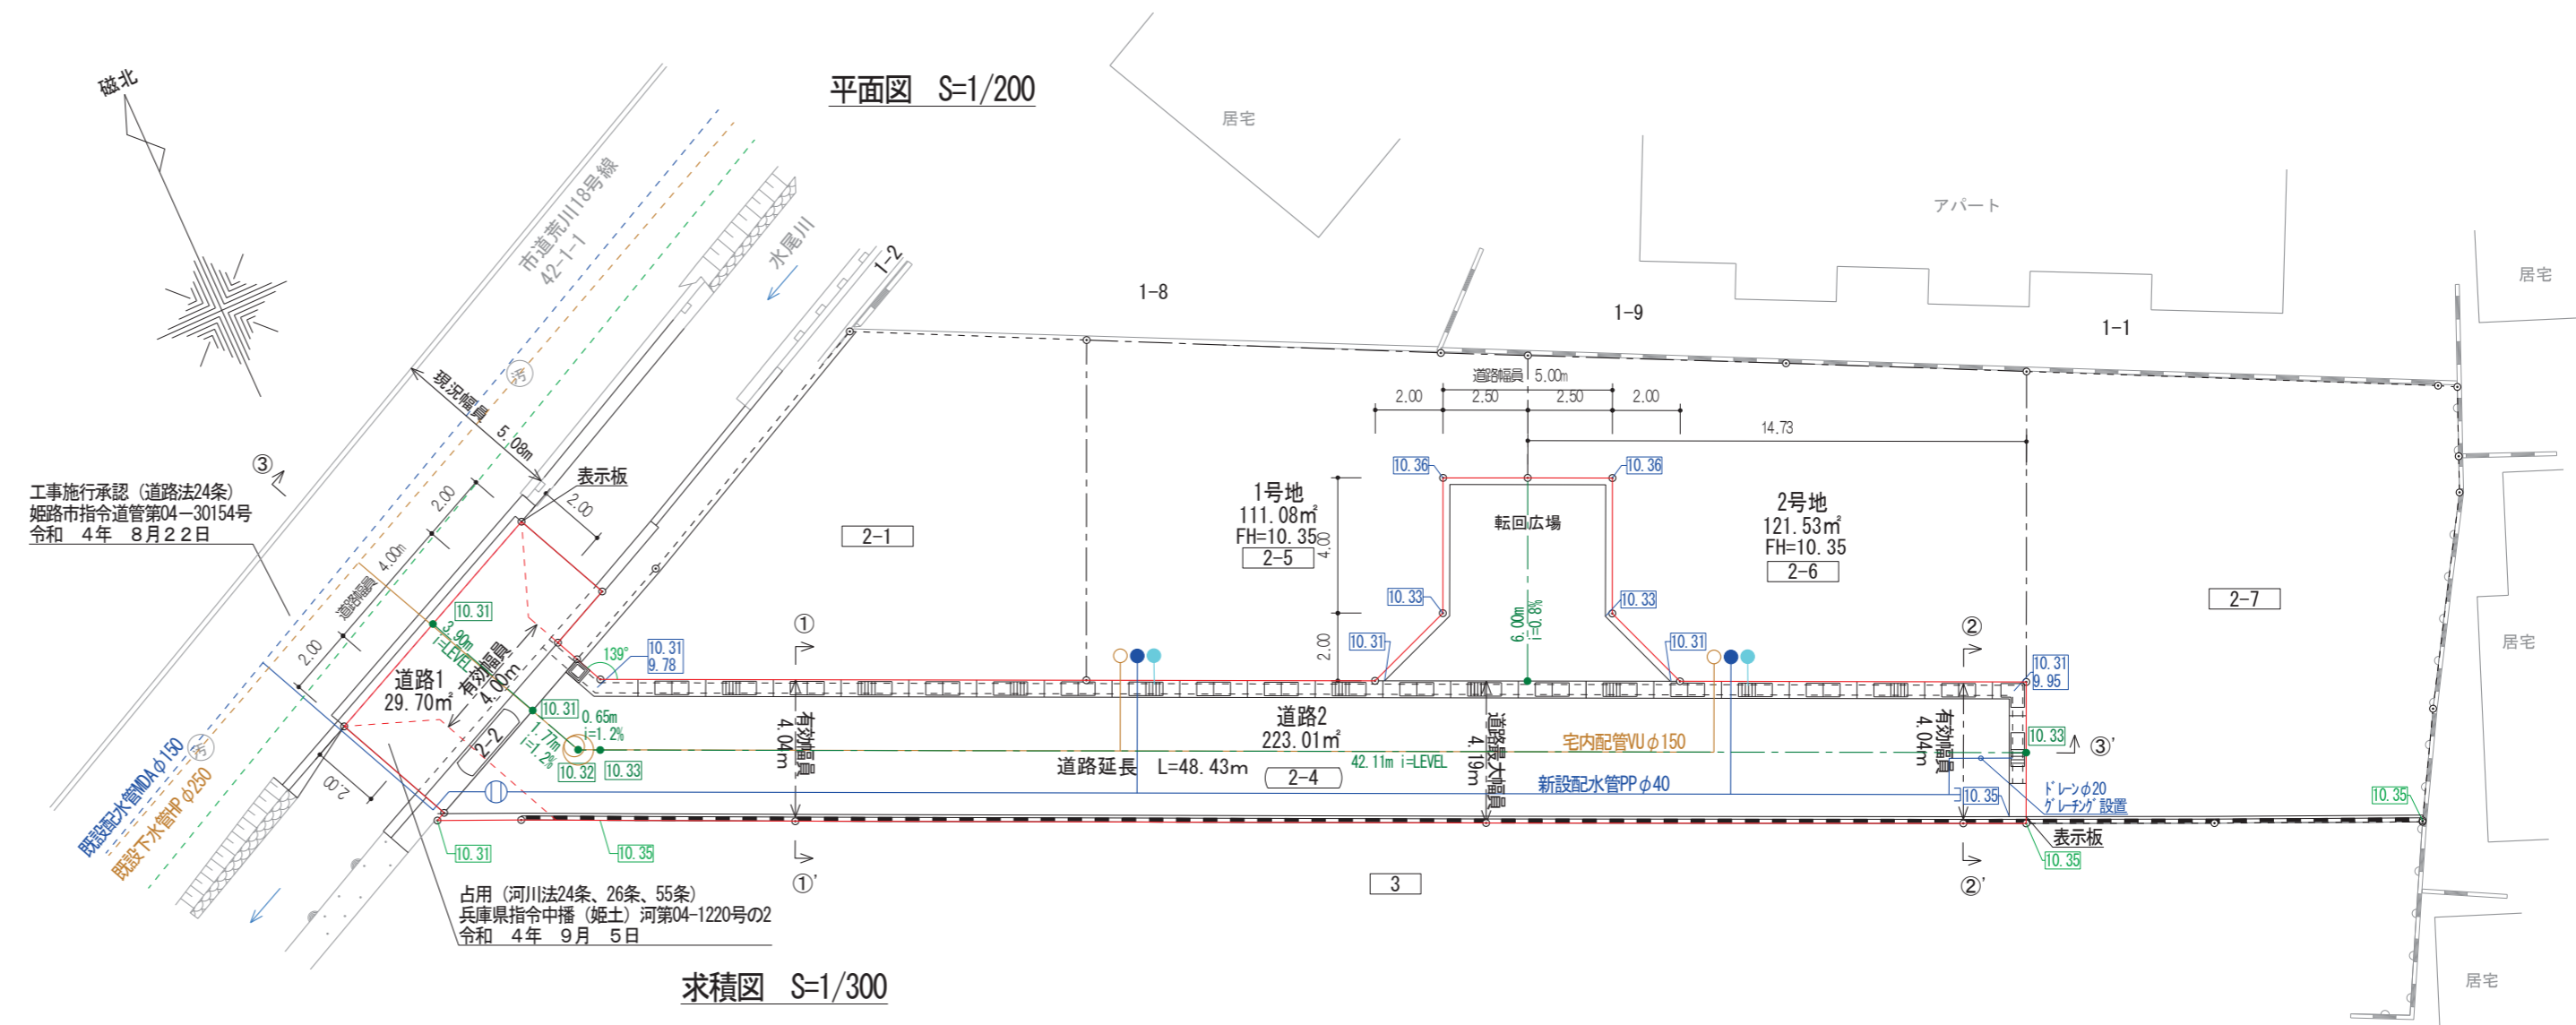 平面図 S=1/200
磁北
市道荒川18号線
42-1-1
水尾川
1-2
居宅
アパート
居宅
1-8
1-9
1-1
汚
現況幅員 5.08m
③
表示板
工事施行承認（道路法24条）
姫路市指令道管第04－30154号
令和 4年 8月22日
2.00
道路幅員 4.00m
2.00
2.00
2.00
道路幅員 5.00m
2.00
2.50
2.50
2.00
14.73
10.36
10.36
1号地
111.08㎡
FH=10.35
2-5
2-1
転回広場
2号地
121.53㎡
FH=10.35
2-6
2-7
居宅
4.00
2.00
10.33
10.33
10.31
10.31
6.00m
i=0.8%
10.31
3.90m
i=LEVEL
有効幅員
4.00m
道路1
29.70㎡
139°
10.31
9.78
①
②
10.31
9.95
10.31
0.65m
i=1.2%
1.77m
i=1.2%
10.32
10.33
2-2
有効幅員
4.04m
道路2
223.01㎡
道路延長 L=48.43m
2-4
道路最大幅員
4.19m
42.11m i=LEVEL
宅内配管VUφ150
新設配水管PPφ40
有効幅員
4.04m
10.33
③'
10.35
ドレーンφ20
グレーチング設置
表示板
10.35
10.35
既設配水管MDAφ150
汚
既設下水管HPφ250
10.31
10.35
①'
②'
3
占用（河川法24条、26条、55条）
兵庫県指令中播（姫土）河第04-1220号の2
令和 4年 9月 5日
居宅
求積図 S=1/300